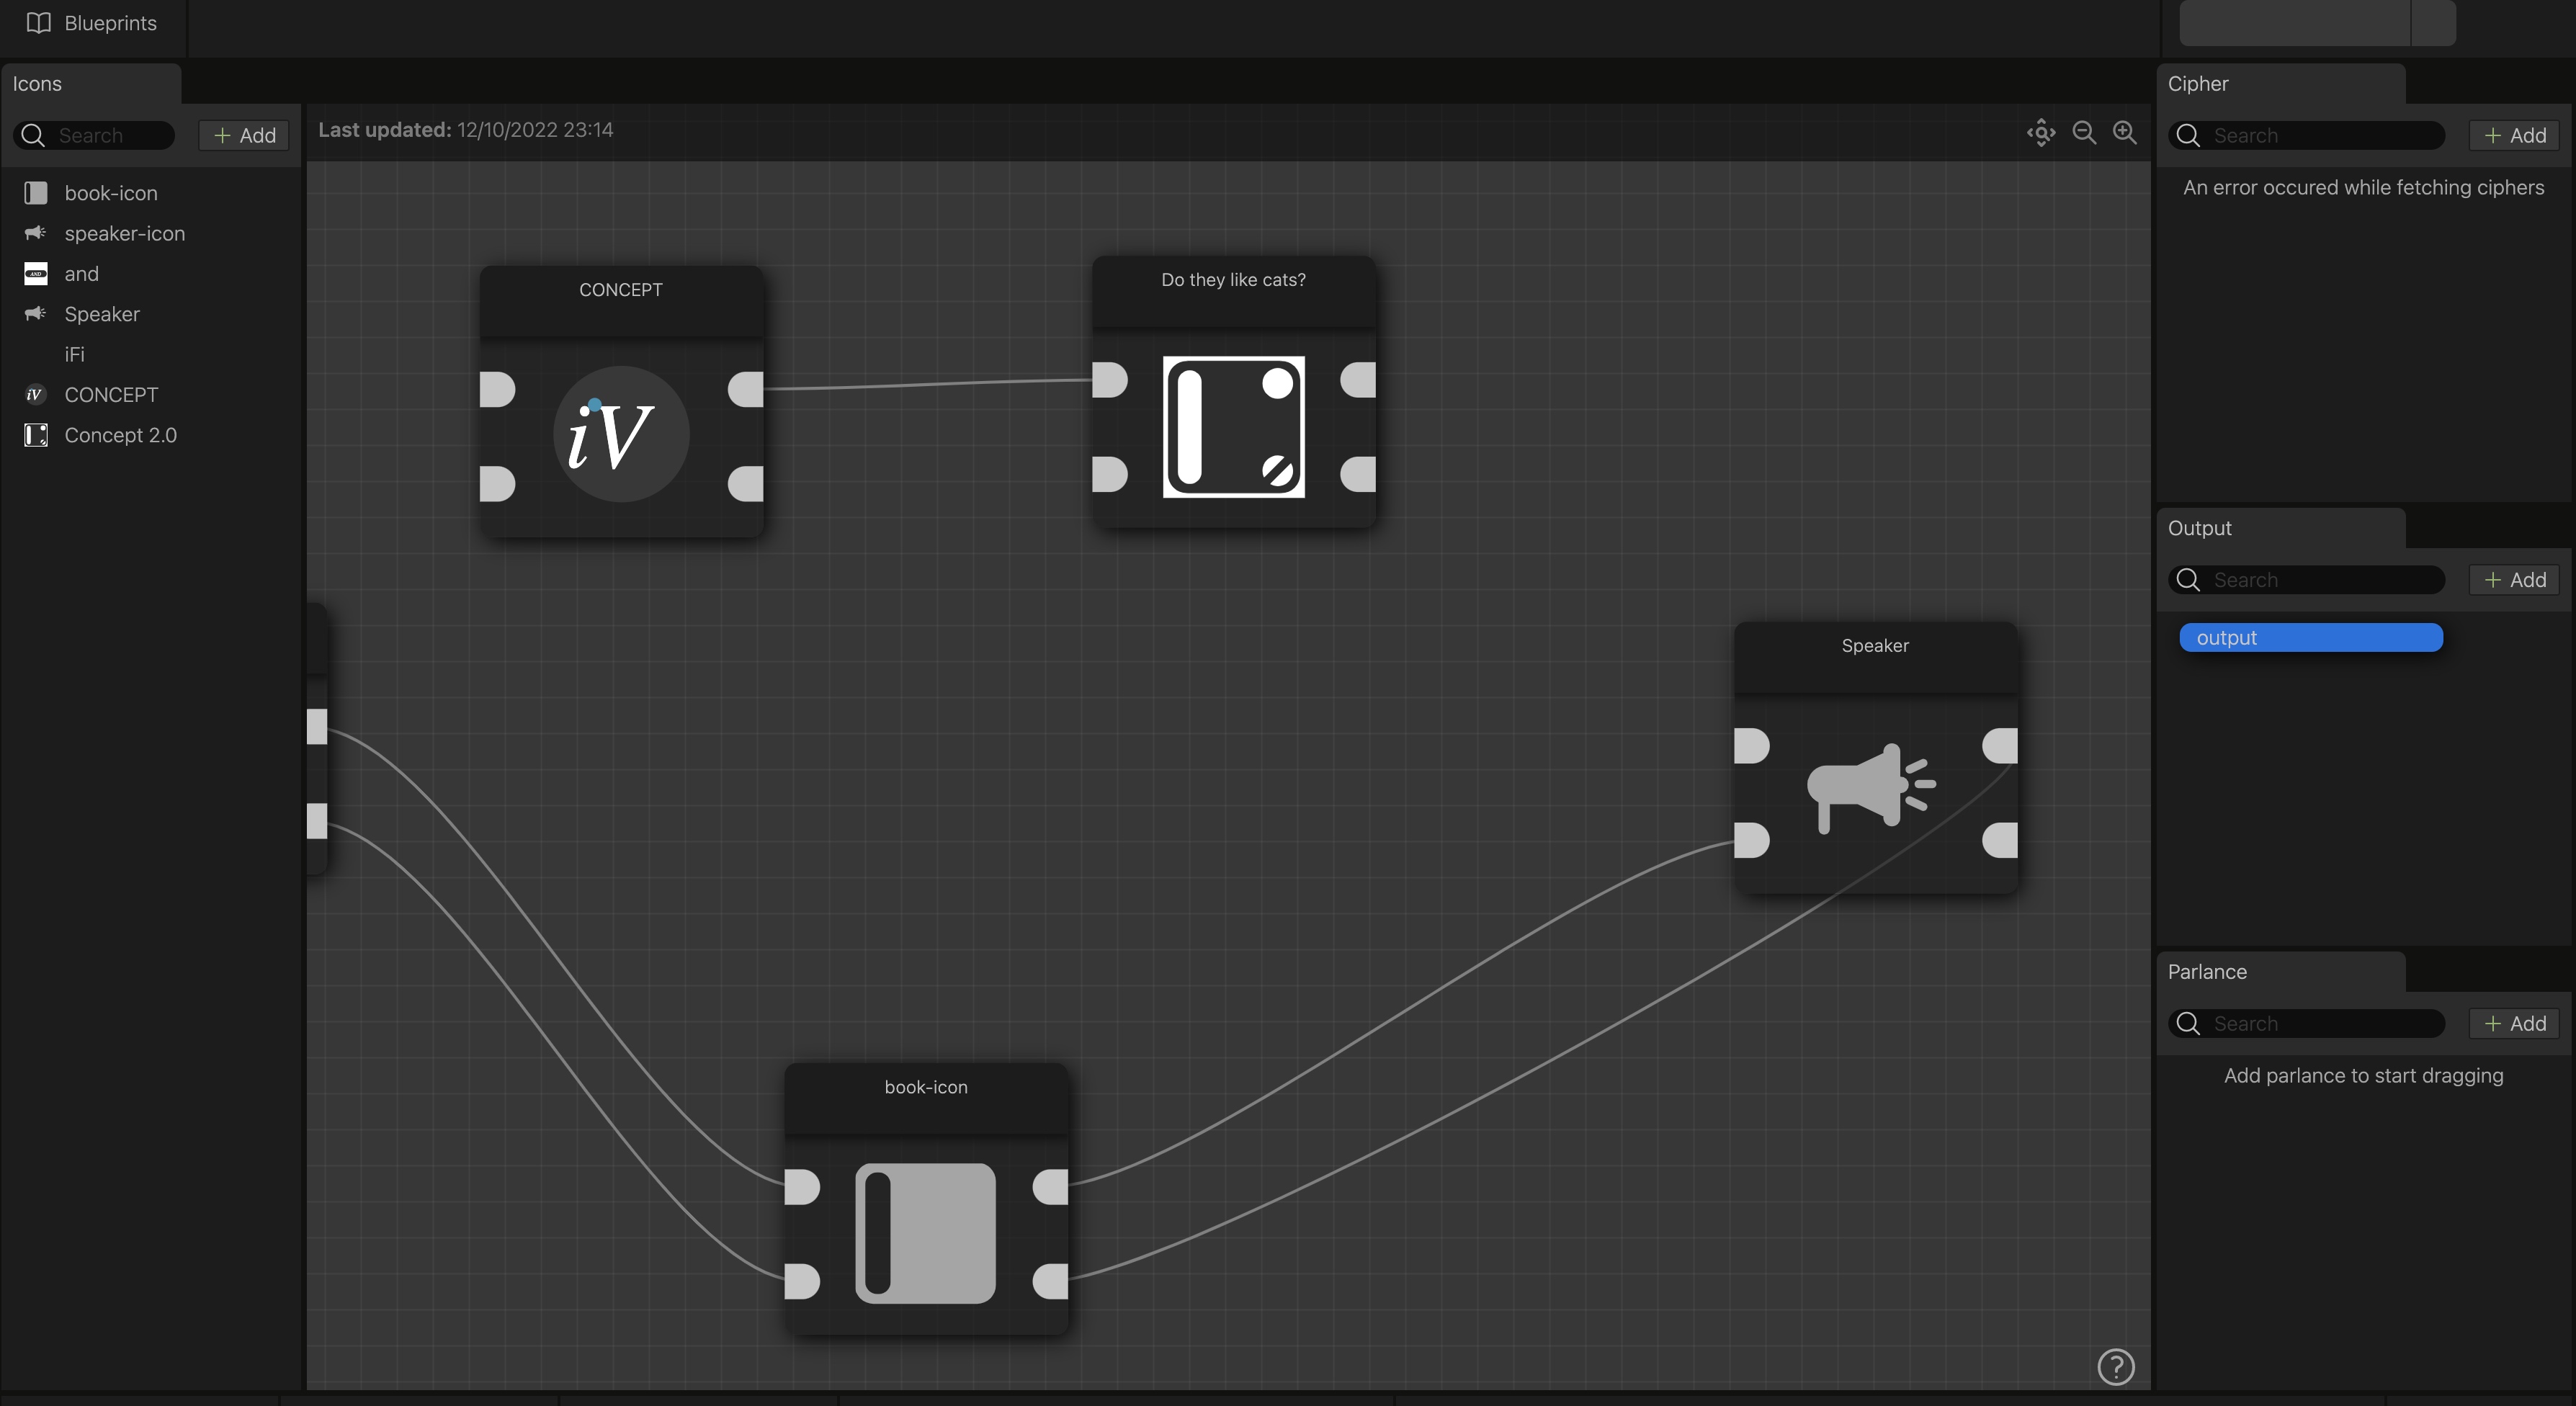 Blueprints
Icons
Search
+ Add
book-icon
speaker-icon
and
Speaker
iFi
iV CONCEPT
Concept 2.0
Last updated: 12/10/2022 23:14
CONCEPT
iV
Do they like cats?
Speaker
book-icon
?
Cipher
Search
+ Add
An error occured while fetching ciphers
Output
Search
+ Add
output
Parlance
Search
+ Add
Add parlance to start dragging